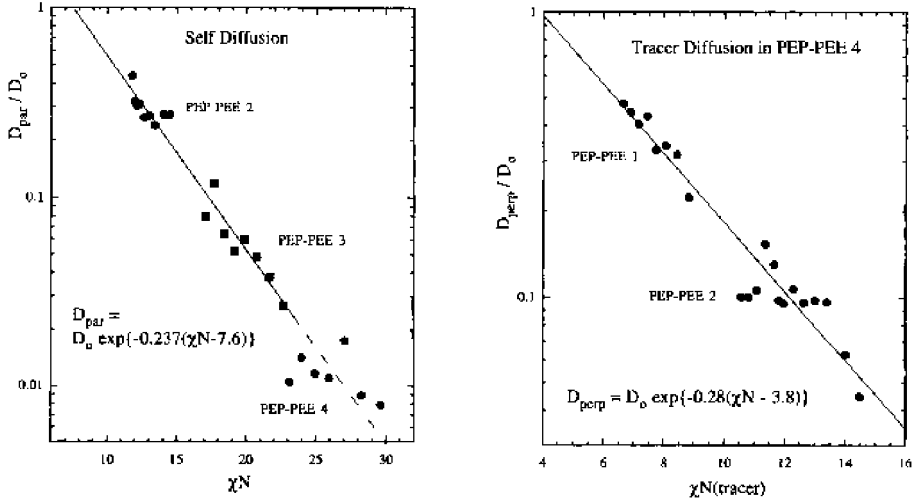 Self Diffusion
PEP-PEE 2
PEP-PEE 3
PEP-PEE 4
D_par =
D_o exp{-0.237(χN-7.6)}
D_par / D_o
1
0.1
0.01
10 15 20 25 30
χN
Tracer Diffusion in PEP-PEE 4
PEP-PEE 1
PEP-PEE 2
D_perp = D_o exp{-0.28(χN - 3.8)}
D_perp / D_o
1
0.1
4 6 8 10 12 14 16
χN(tracer)